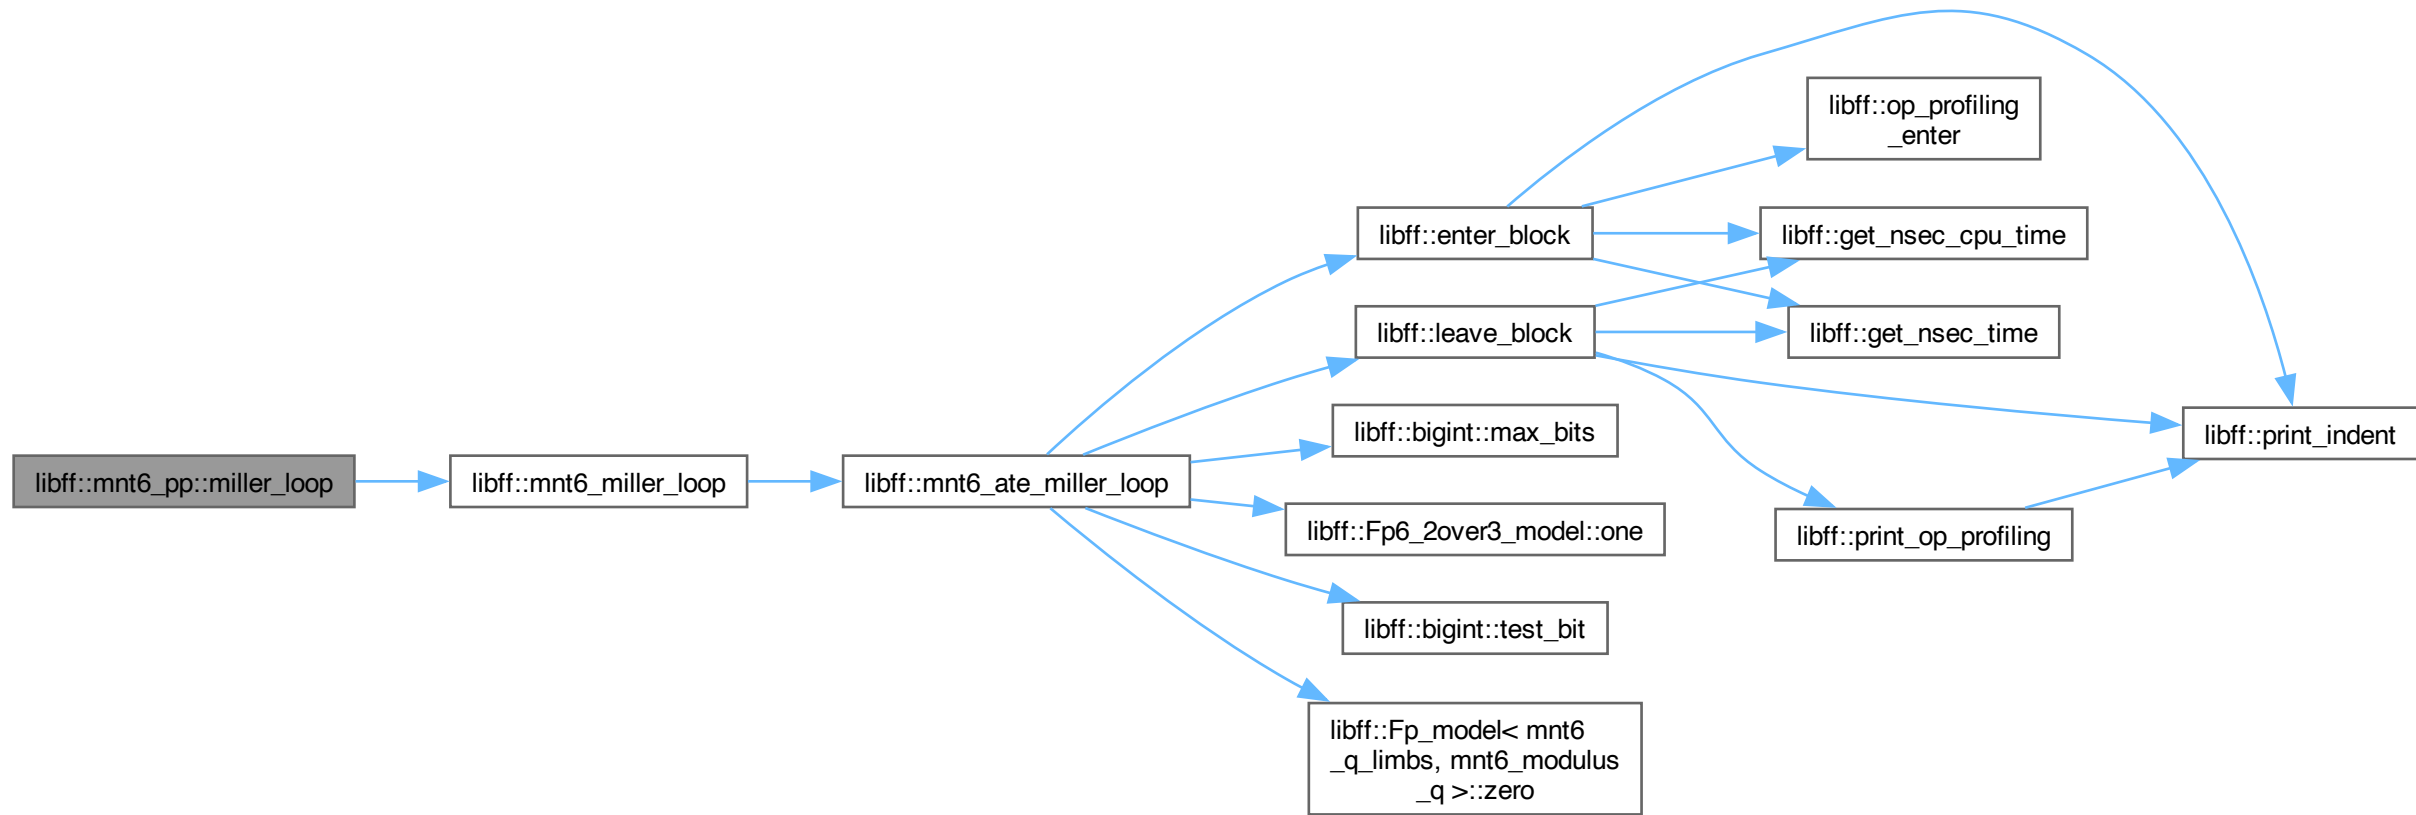 libff::mnt6_pp::miller_loop
libff::mnt6_miller_loop
libff::mnt6_ate_miller_loop
libff::enter_block
libff::leave_block
libff::bigint::max_bits
libff::Fp6_2over3_model::one
libff::bigint::test_bit
libff::Fp_model< mnt6
_q_limbs, mnt6_modulus
_q >::zero
libff::op_profiling
_enter
libff::get_nsec_cpu_time
libff::get_nsec_time
libff::print_op_profiling
libff::print_indent